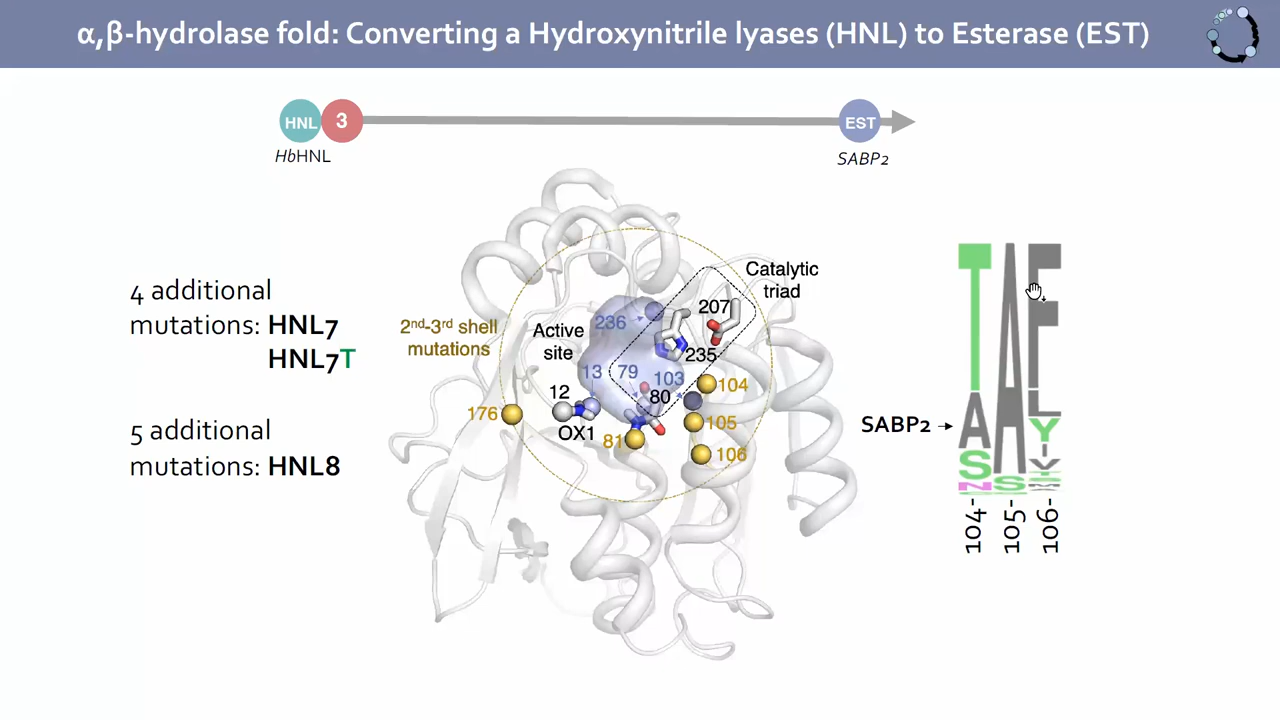 α,β-hydrolase fold: Converting a Hydroxynitrile lyases (HNL) to Esterase (EST)
HNL 3
EST
HbHNL
SABP2
4 additional
mutations: HNL7
HNL7T
5 additional
mutations: HNL8
2nd-3rd shell
mutations
Active
site
Catalytic
triad
207
236
235
13
79
103
104
12
80
176
OX1
81
105
106
SABP2
T A F
F
A L
S Y
V
N S I
104-
105-
106-